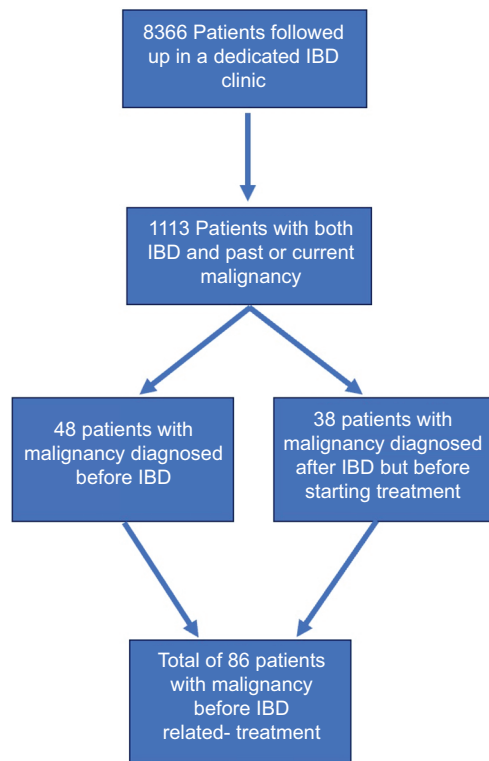 8366 Patients followed
up in a dedicated IBD
clinic
1113 Patients with both
IBD and past or current
malignancy
48 patients with
malignancy diagnosed
before IBD
38 patients with
malignancy diagnosed
after IBD but before
starting treatment
Total of 86 patients
with malignancy
before IBD
related- treatment